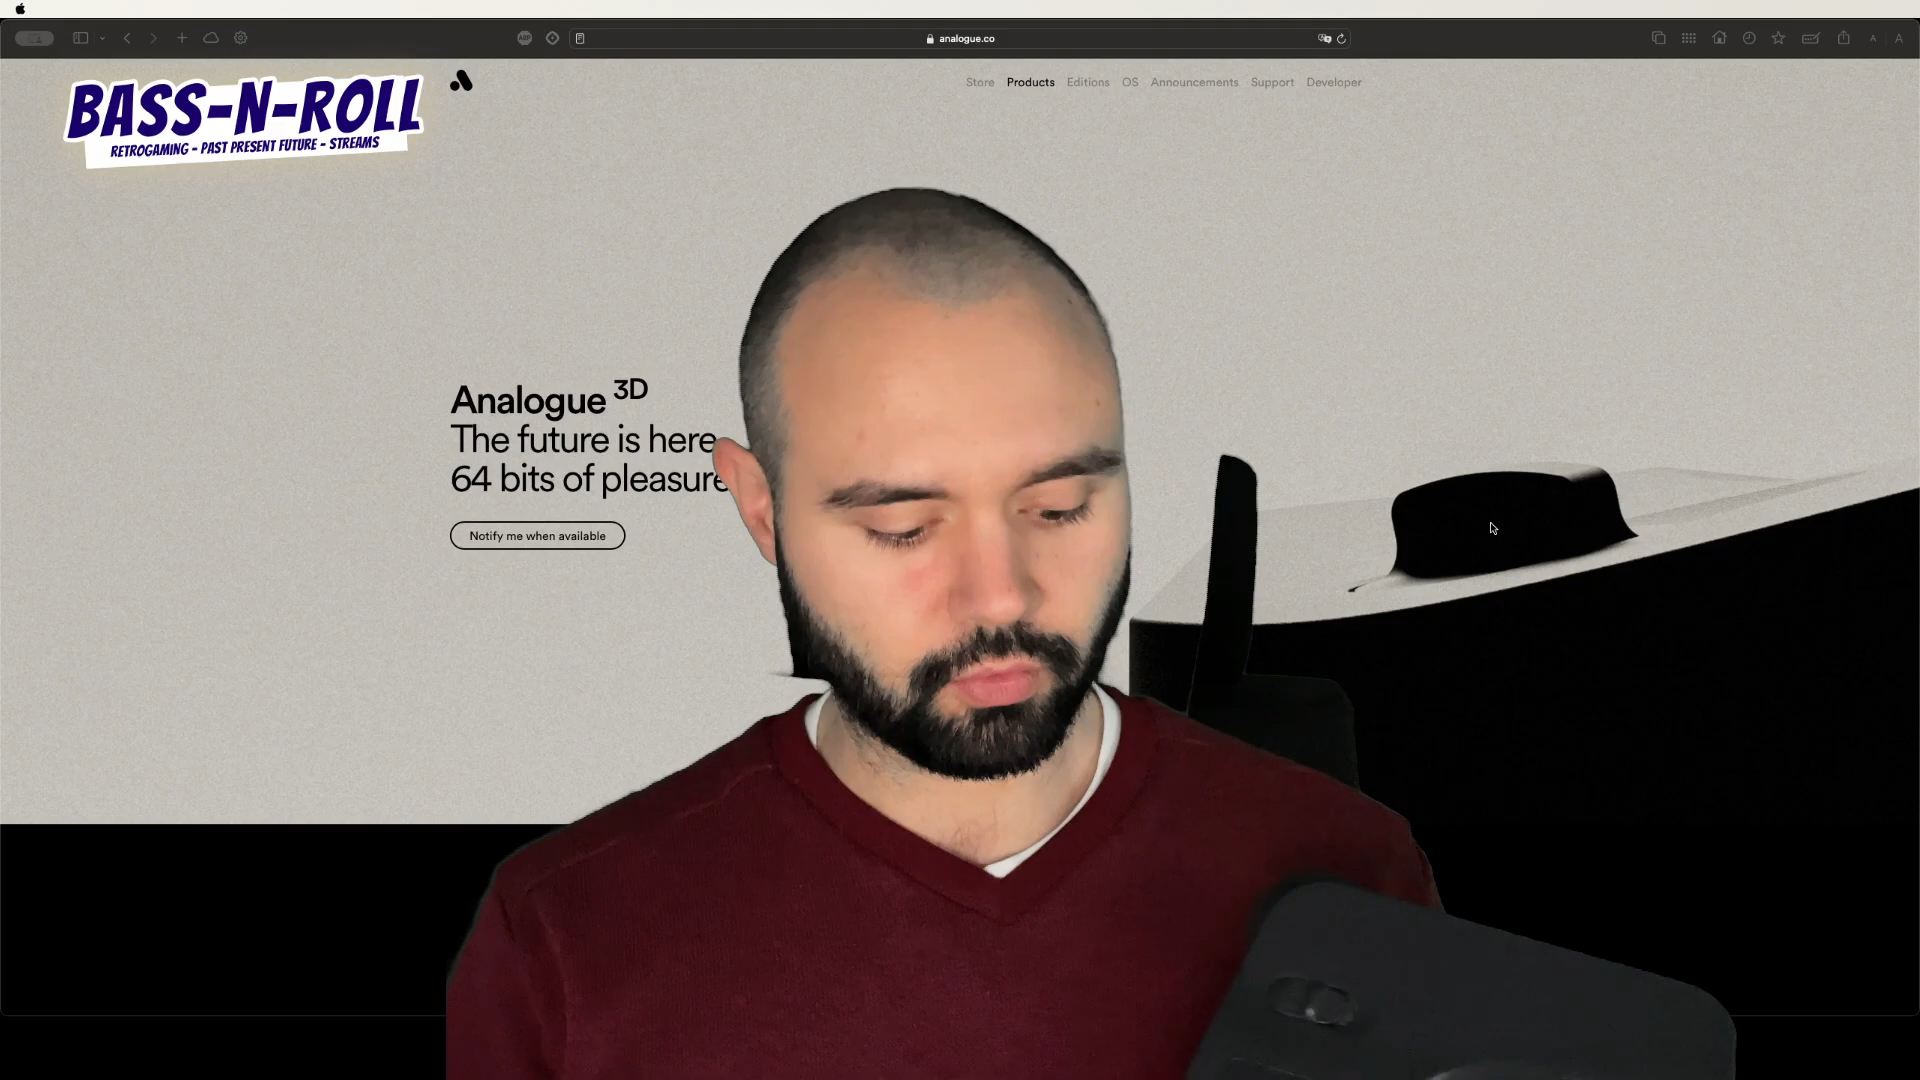 analogue.co
BASS-N-ROLL
RETROGAMING - PAST PRESENT FUTURE - STREAMS
Store Products Editions OS Announcements Support Developer
Analogue 3D
The future is here
64 bits of pleasure
Notify me when available